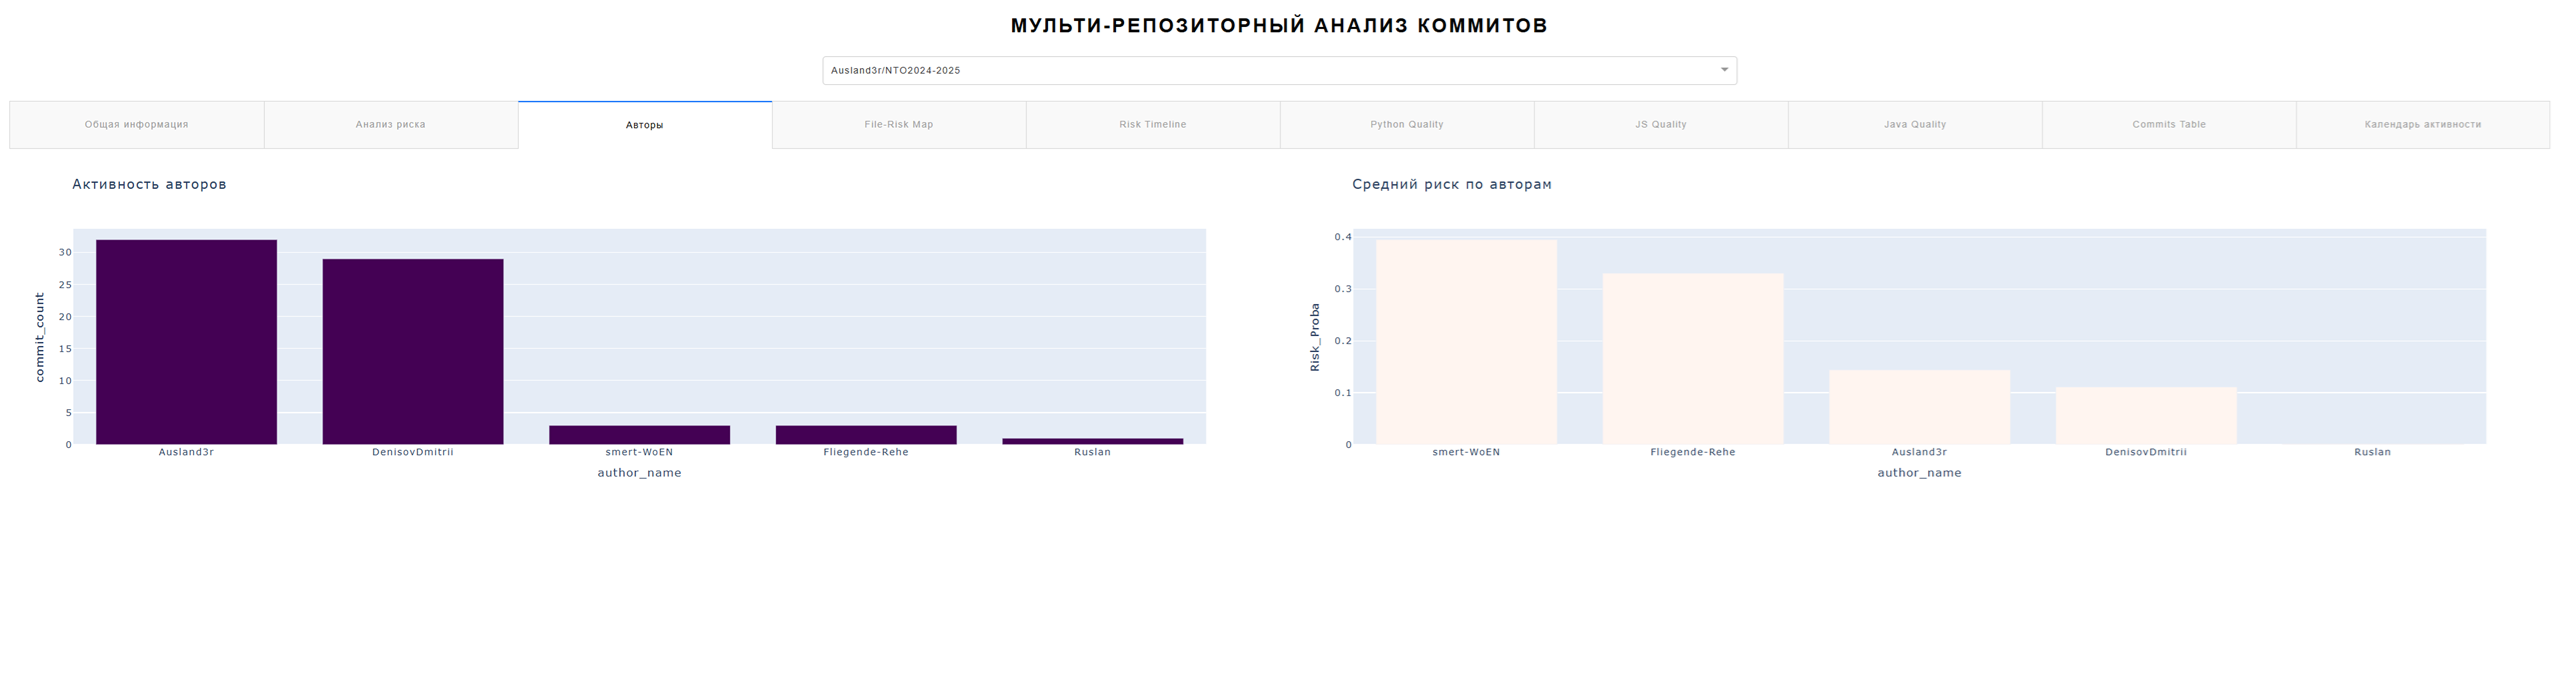 МУЛЬТИ-РЕПОЗИТОРНЫЙ АНАЛИЗ КОММИТОВ
Ausland3r/NTO2024-2025
Общая информация
Анализ риска
Авторы
File-Risk Map
Risk Timeline
Python Quality
JS Quality
Java Quality
Commits Table
Календарь активности
Активность авторов
commit_count
30
25
20
15
10
5
0
Ausland3r
DenisovDmitrii
smert-WoEN
Fliegende-Rehe
Ruslan
author_name
Средний риск по авторам
Risk_Proba
0.4
0.3
0.2
0.1
0
smert-WoEN
Fliegende-Rehe
Ausland3r
DenisovDmitrii
Ruslan
author_name